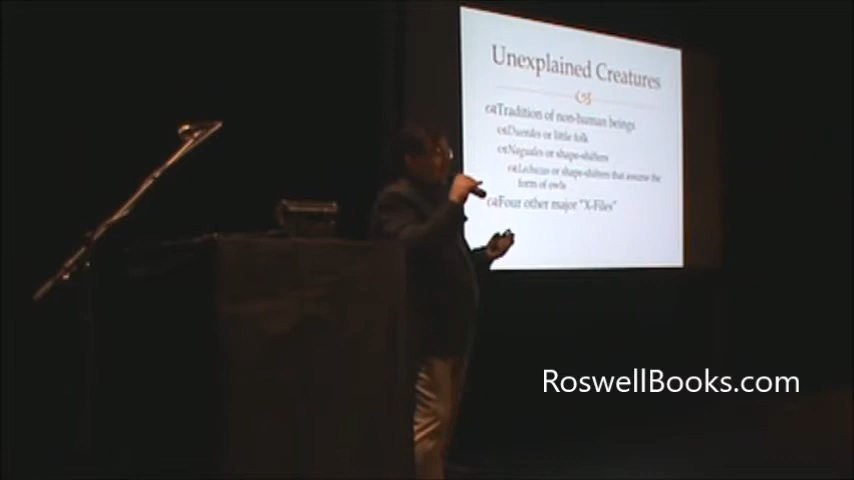 Unexplained Creatures
Tradition of non-human beings
Duendes or little folk
Naguales or shape-shifters
Lechuzas or shape-shifters that assume the
form of owls
Four other major "X-Files"
RoswellBooks.com